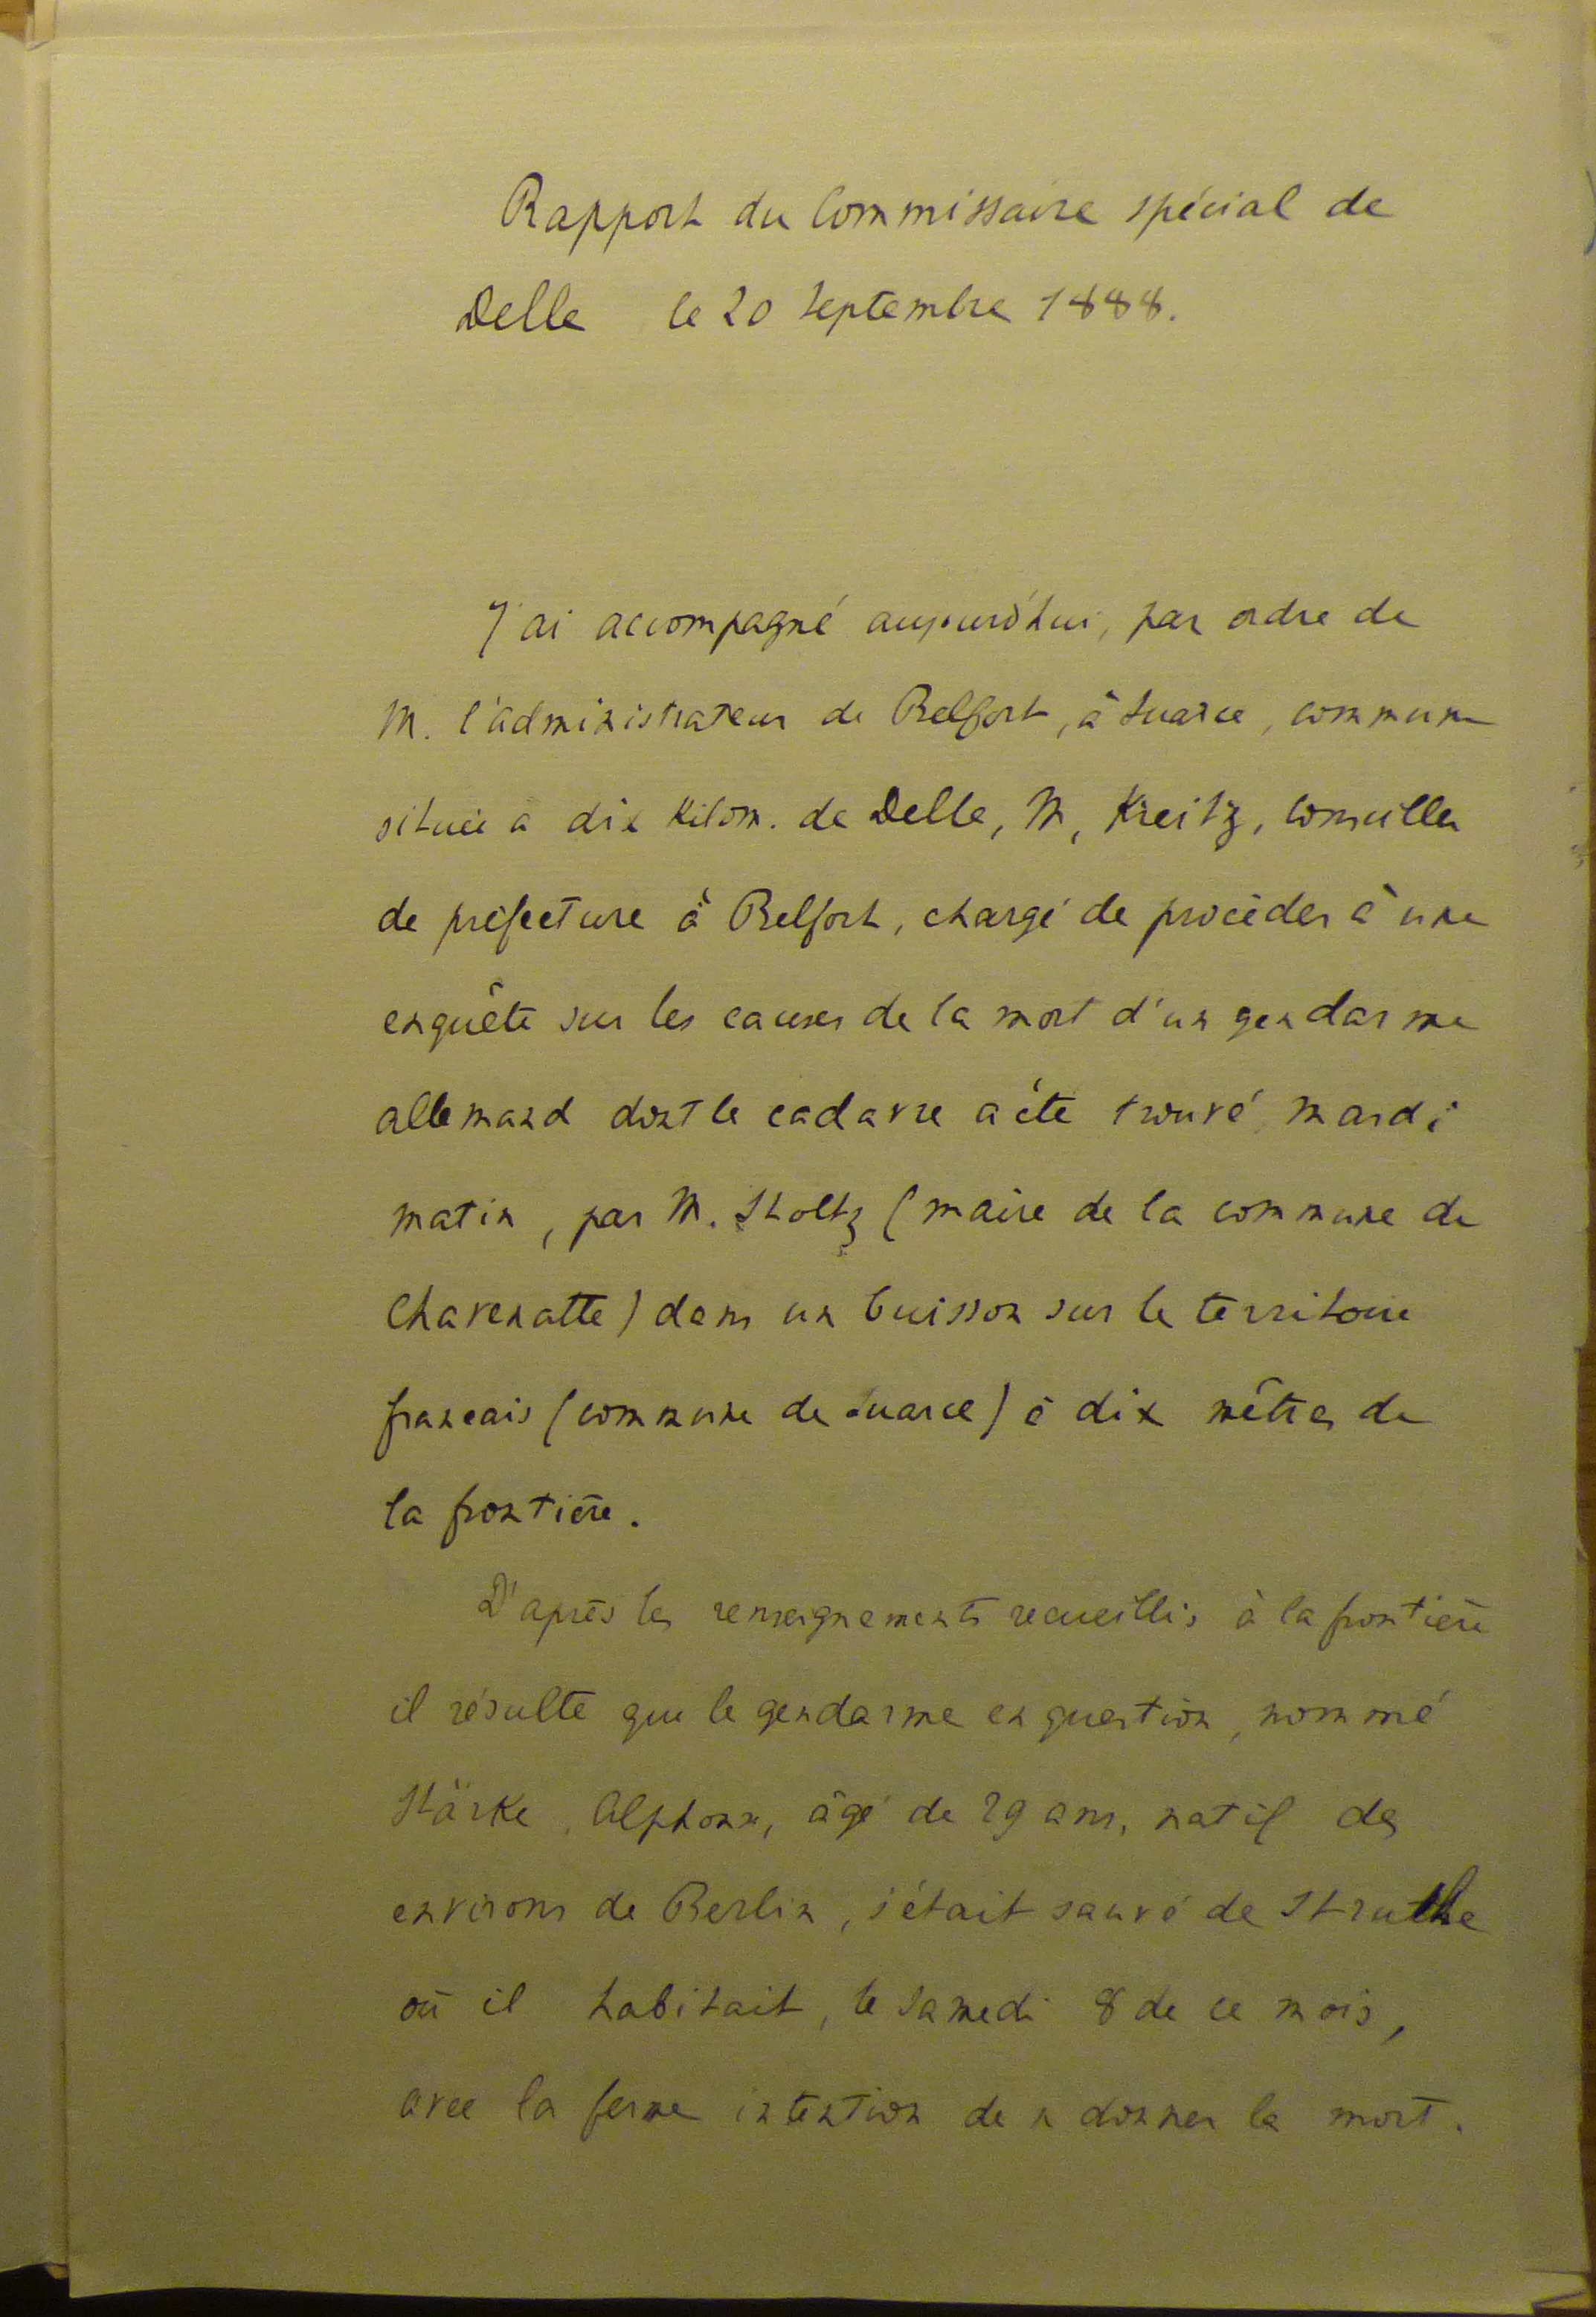 Rapport du Commissaire spécial de
Delle le 20 Septembre 1888.
J'ai accompagné aujourd'hui, par ordre de
M. l'administrateur de Belfort, à Suarce, commune
située à dix kilom. de Delle, M, Kreitz, Conseiller
de préfecture à Belfort, chargé de procéder à une
enquête sur les causes de la mort d'un gendarme
allemand dont le cadavre a été trouvé, mardi
matin, par M. Stoltz (maire de la commune de
Chavenatte) dans un buisson sur le territoire
francais (commune de Suarce) à dix mètres de
la frontière.
D'après les renseignements recueillis à la frontière
il résulte que le gendarme en question, nommé
Stärke, Alphonse, âgé de 29 ans, natif des
environs de Berlin, s'était sauvé de Struthe
où il habitait, le Samedi 8 de ce mois,
avec la ferme intention de se donner la mort.